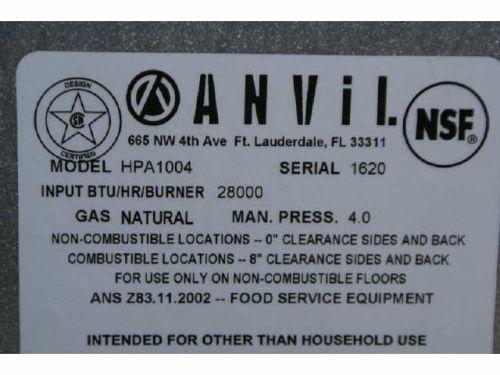 DESIGN
CERTIFIED
ANViL
NSF
665 NW 4th Ave Ft. Lauderdale, FL 33311
MODEL HPA1004 SERIAL 1620
INPUT BTU/HR/BURNER 28000
GAS NATURAL MAN. PRESS. 4.0
NON-COMBUSTIBLE LOCATIONS -- 0" CLEARANCE SIDES AND BACK
COMBUSTIBLE LOCATIONS -- 8" CLEARANCE SIDES AND BACK
FOR USE ONLY ON NON-COMBUSTIBLE FLOORS
ANS Z83.11.2002 -- FOOD SERVICE EQUIPMENT
INTENDED FOR OTHER THAN HOUSEHOLD USE